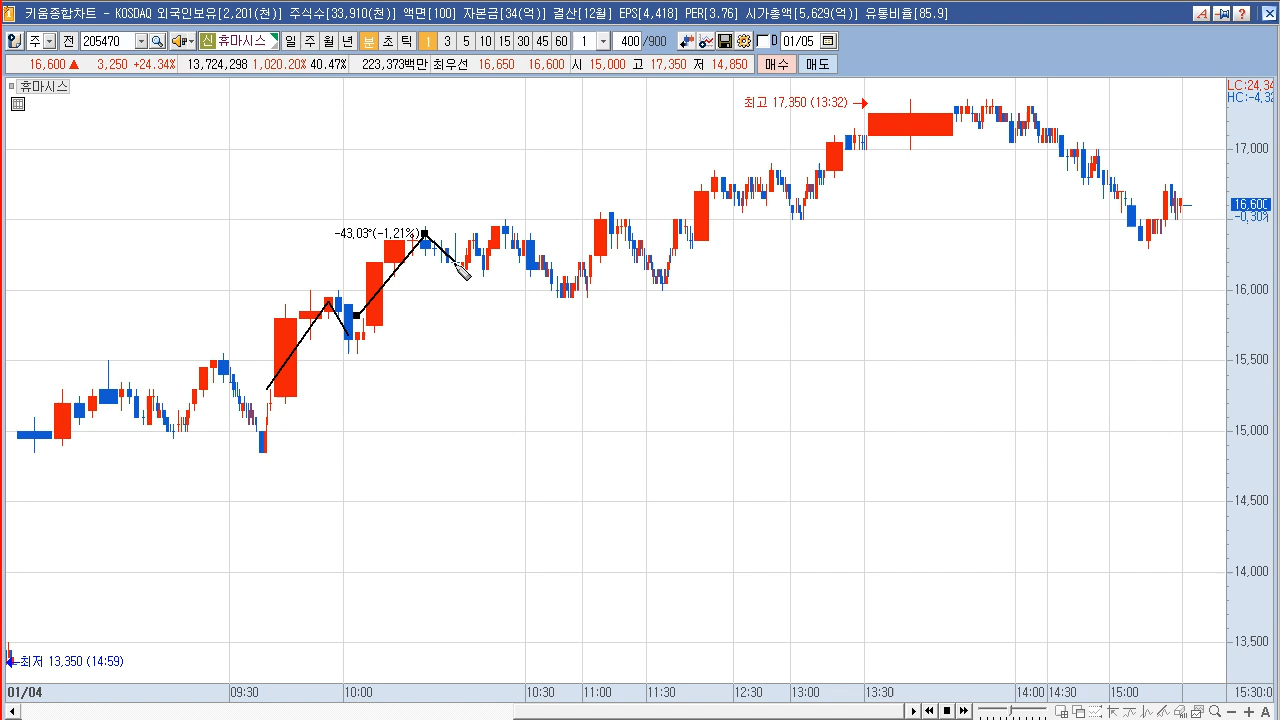 키움종합차트 - KOSDAQ 외국인보유[2,201(천)] 주식수[33,910(천)] 액면[100] 자본금[34(억)] 결산[12월] EPS[4,418] PER[3.76] 시가총액[5,629(억)] 유통비율[85.9]
주 전 205470 신 휴마시스 일 주 월 년 분 초 틱 1 3 5 10 15 30 45 60 1 400 /900 D 01/05
16,600▲ 3,250 +24.34% 13,724,298 1,020.20% 40.47% 223,373백만 최우선 16,650 16,600 시 15,000 고 17,350 저 14,850 매수 매도
휴마시스
LC:24,34
HC:-4,32
최고 17,350 (13:32)
17,000
16,600
-43,03°(-1,21%)
16,000
15,500
15,000
14,500
14,000
13,500
최저 13,350 (14:59)
01/04 09:30 10:00 10:30 11:00 11:30 12:30 13:00 13:30 14:00 14:30 15:00 15:30:0
A